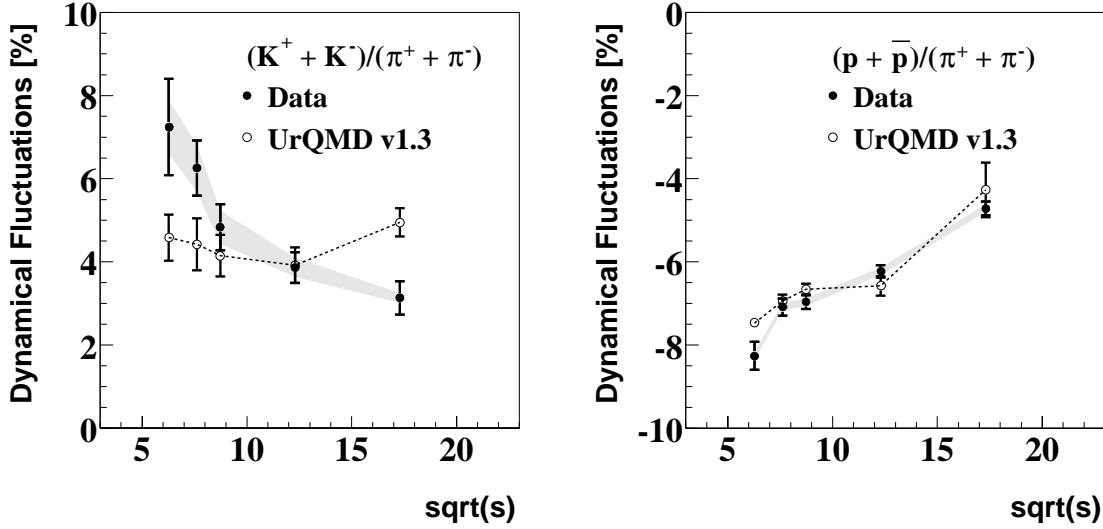 Dynamical Fluctuations [%]
10
8
6
4
2
0
(K⁺ + K⁻)/(π⁺ + π⁻)
Data
UrQMD v1.3
5
10
15
20
sqrt(s)
Dynamical Fluctuations [%]
0
-2
-4
-6
-8
-10
(p + p̅)/(π⁺ + π⁻)
Data
UrQMD v1.3
5
10
15
20
sqrt(s)